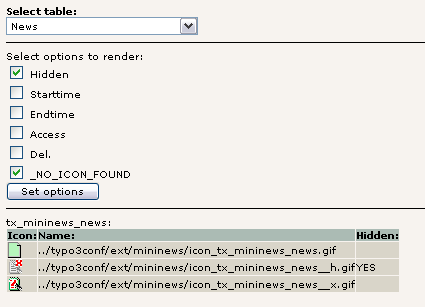 Select table:
News
Select options to render:
Hidden
Starttime
Endtime
Access
Del.
_NO_ICON_FOUND
Set options
tx_mininews_news:
Icon: Name: Hidden:
../typo3conf/ext/mininews/icon_tx_mininews_news.gif
../typo3conf/ext/mininews/icon_tx_mininews_news__h.gif YES
../typo3conf/ext/mininews/icon_tx_mininews_news__x.gif